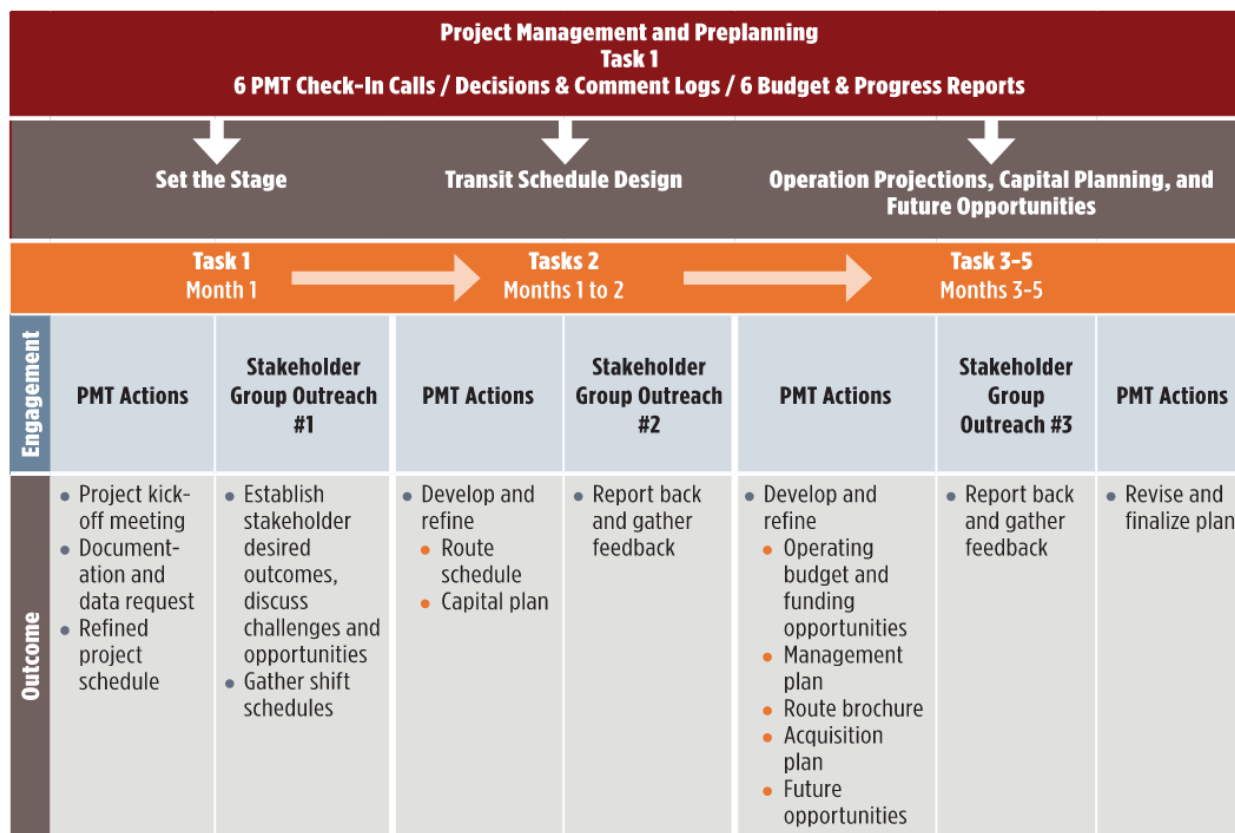 Project Management and Preplanning
Task 1
6 PMT Check-In Calls / Decisions & Comment Logs / 6 Budget & Progress Reports
Set the Stage
Transit Schedule Design
Operation Projections, Capital Planning, and
Future Opportunities
Task 1
Month 1
Tasks 2
Months 1 to 2
Task 3-5
Months 3-5
Engagement
PMT Actions
Stakeholder
Group Outreach
#1
PMT Actions
Stakeholder
Group Outreach
#2
PMT Actions
Stakeholder
Group
Outreach #3
PMT Actions
Outcome
• Project kick-
off meeting
• Document-
ation and
data request
• Refined
project
schedule
• Establish
stakeholder
desired
outcomes,
discuss
challenges and
opportunities
• Gather shift
schedules
• Develop and
refine
• Route
schedule
• Capital plan
• Report back
and gather
feedback
• Develop and
refine
• Operating
budget and
funding
opportunities
• Management
plan
• Route brochure
• Acquisition
plan
• Future
opportunities
• Report back
and gather
feedback
• Revise and
finalize plan